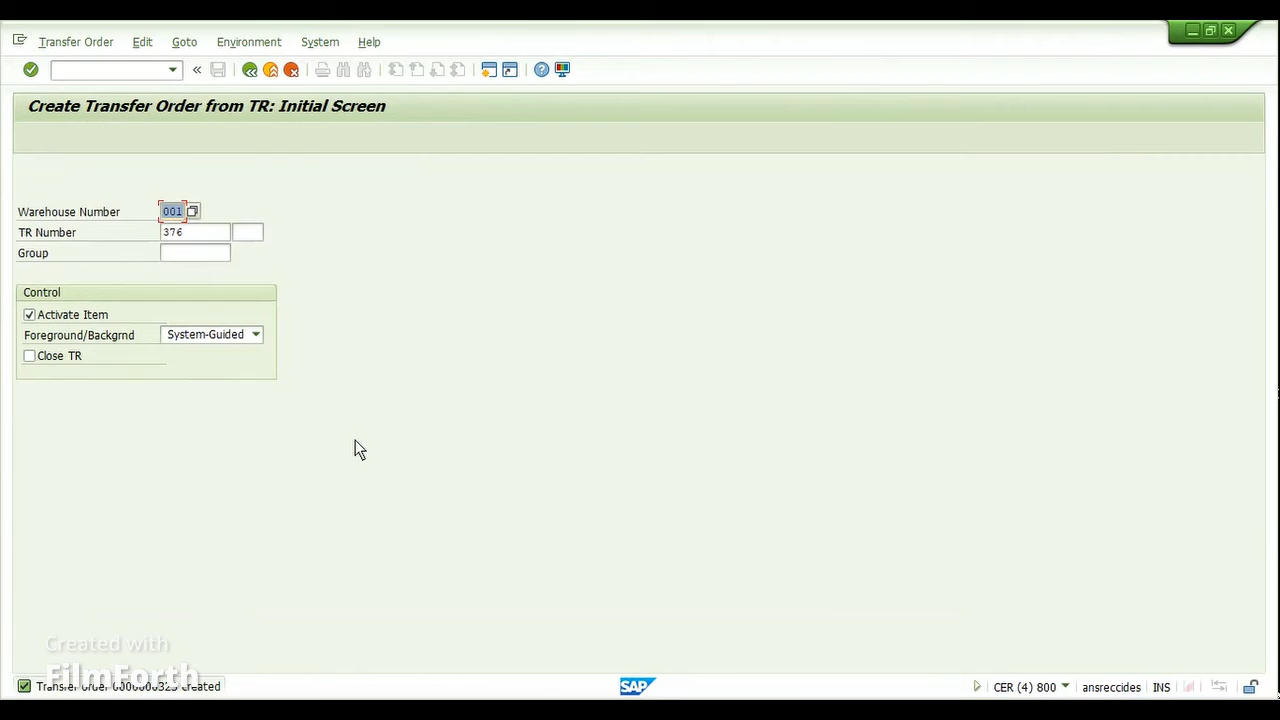 Transfer Order Edit Goto Environment System Help
Create Transfer Order from TR: Initial Screen
Warehouse Number 001
TR Number 376
Group
Control
Activate Item
Foreground/Backgrnd System-Guided
Close TR
Created with
FilmForth
Transfer order created
SAP CER (4) 800 ansreccides INS